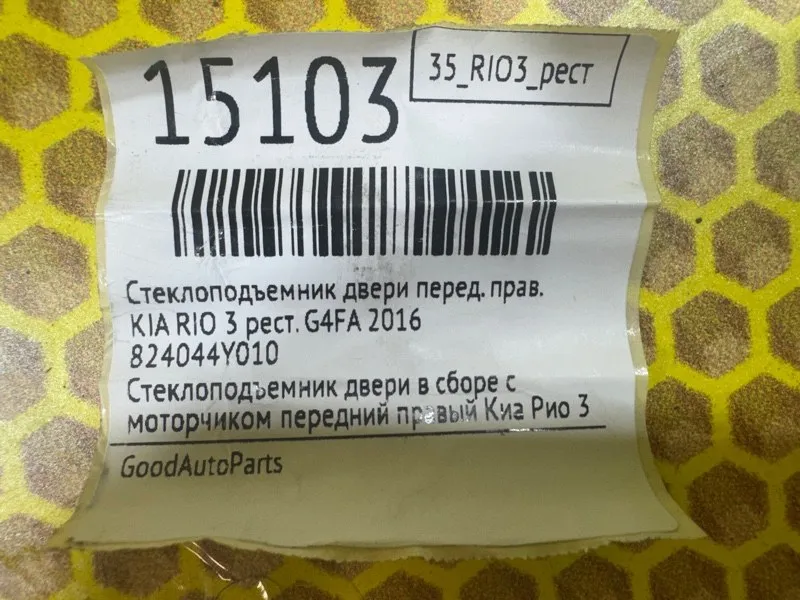 15103
35_RIO3_рест
Стеклоподъемник двери перед. прав.
KIA RIO 3 рест. G4FA 2016
824044Y010
Стеклоподъемник двери в сборе с
моторчиком передний правый Киа Рио 3
GoodAutoParts